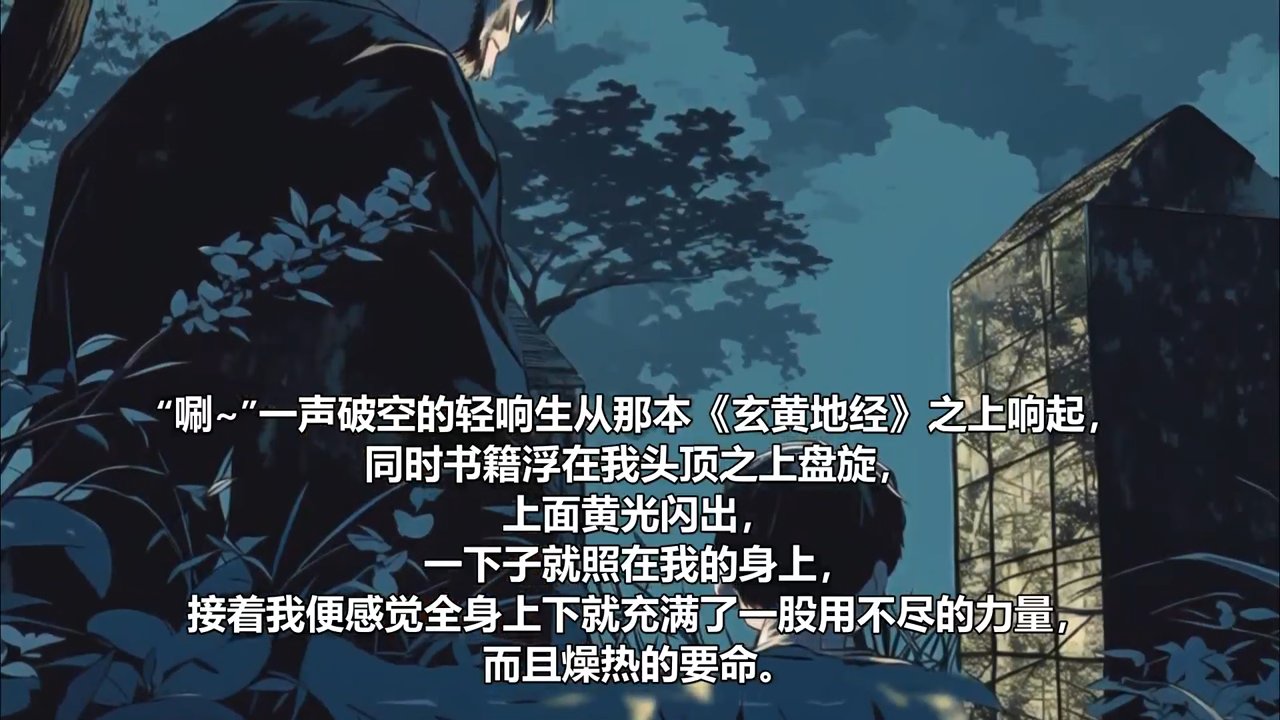 “唰~”一声破空的轻响生从那本《玄黄地经》之上响起，
同时书籍浮在我头顶之上盘旋，
上面黄光闪出，
一下子就照在我的身上，
接着我便感觉全身上下就充满了一股用不尽的力量，
而且燥热的要命。